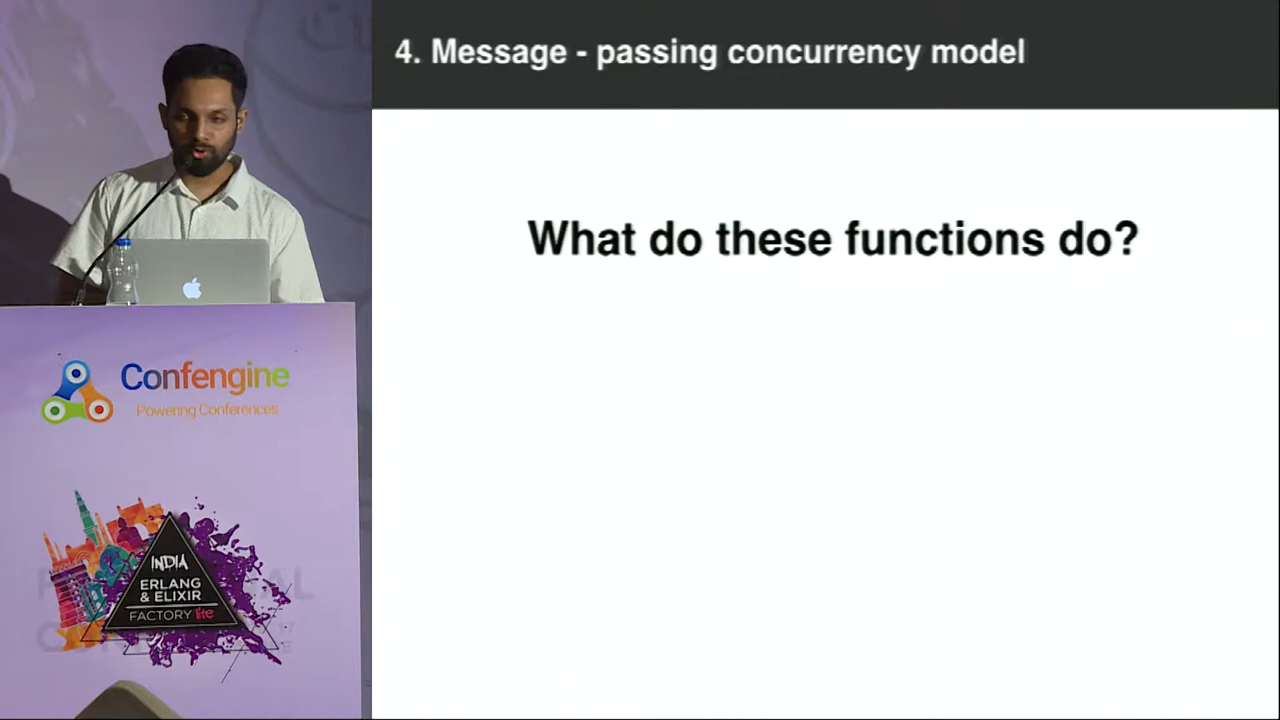 4. Message - passing concurrency model
What do these functions do?
Confengine
Powering Conferences
INDIA
ERLANG
& ELIXIR
FACTORY lite